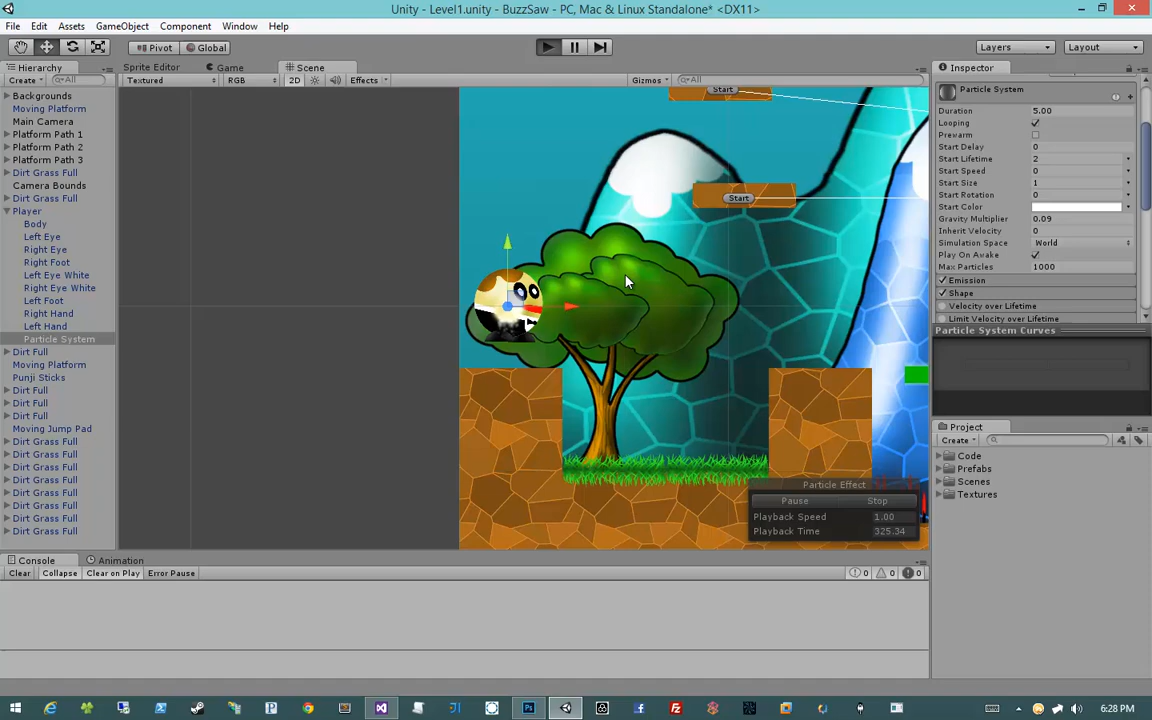 Unity - Level1.unity - BuzzSaw - PC, Mac & Linux Standalone* <DX11>
File Edit Assets GameObject Component Window Help
Pivot Global Layers Layout
Hierarchy Sprite Editor Game Scene Inspector
Create All Textured RGB 2D Effects Gizmos All
Backgrounds
Moving Platform
Main Camera
Platform Path 1
Platform Path 2
Platform Path 3
Dirt Grass Full
Camera Bounds
Dirt Grass Full
Player
Body
Left Eye
Right Eye
Right Foot
Left Eye White
Right Eye White
Left Foot
Right Hand
Left Hand
Particle System
Dirt Full
Moving Platform
Punji Sticks
Dirt Full
Dirt Full
Dirt Full
Moving Jump Pad
Dirt Grass Full
Dirt Grass Full
Dirt Grass Full
Dirt Grass Full
Dirt Grass Full
Dirt Grass Full
Dirt Grass Full
Dirt Grass Full
Start
Start
Particle Effect
Pause Stop
Playback Speed 1.00
Playback Time 325.34
Particle System
Duration 5.00
Looping
Prewarm
Start Delay 0
Start Lifetime 2
Start Speed 0
Start Size 1
Start Rotation 0
Start Color
Gravity Multiplier 0.09
Inherit Velocity 0
Simulation Space World
Play On Awake
Max Particles 1000
Emission
Shape
Velocity over Lifetime
Limit Velocity over Lifetime
Particle System Curves
Project
Create
Code
Prefabs
Scenes
Textures
Console Animation
Clear Collapse Clear on Play Error Pause 0 0 0
6:28 PM